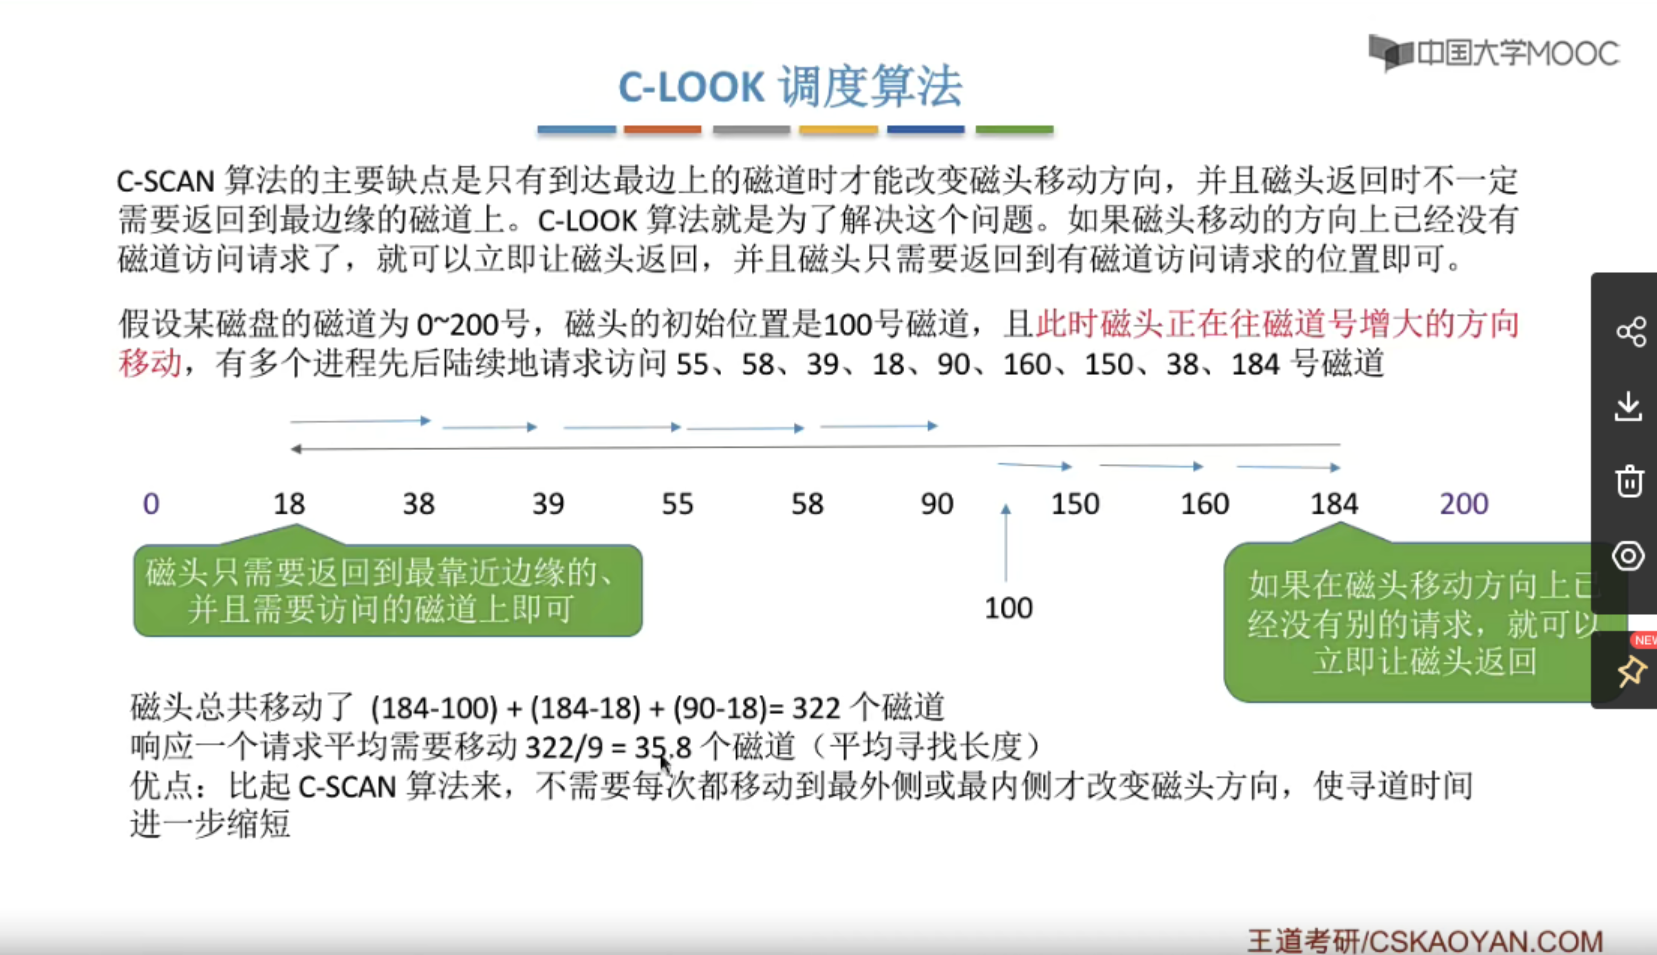 中国大学MOOC
C-LOOK 调度算法
C-SCAN 算法的主要缺点是只有到达最边上的磁道时才能改变磁头移动方向，并且磁头返回时不一定
需要返回到最边缘的磁道上。C-LOOK 算法就是为了解决这个问题。如果磁头移动的方向上已经没有
磁道访问请求了，就可以立即让磁头返回，并且磁头只需要返回到有磁道访问请求的位置即可。
假设某磁盘的磁道为 0~200号，磁头的初始位置是100号磁道，且此时磁头正在往磁道号增大的方向
移动，有多个进程先后陆续地请求访问 55、58、39、18、90、160、150、38、184 号磁道
0 18 38 39 55 58 90 150 160 184 200
磁头只需要返回到最靠近边缘的、
并且需要访问的磁道上即可
100
如果在磁头移动方向上已
经没有别的请求，就可以
立即让磁头返回
NEW
磁头总共移动了 (184-100) + (184-18) + (90-18)= 322 个磁道
响应一个请求平均需要移动 322/9 = 35.8 个磁道（平均寻找长度）
优点：比起 C-SCAN 算法来，不需要每次都移动到最外侧或最内侧才改变磁头方向，使寻道时间
进一步缩短
王道考研/CSKAOYAN.COM